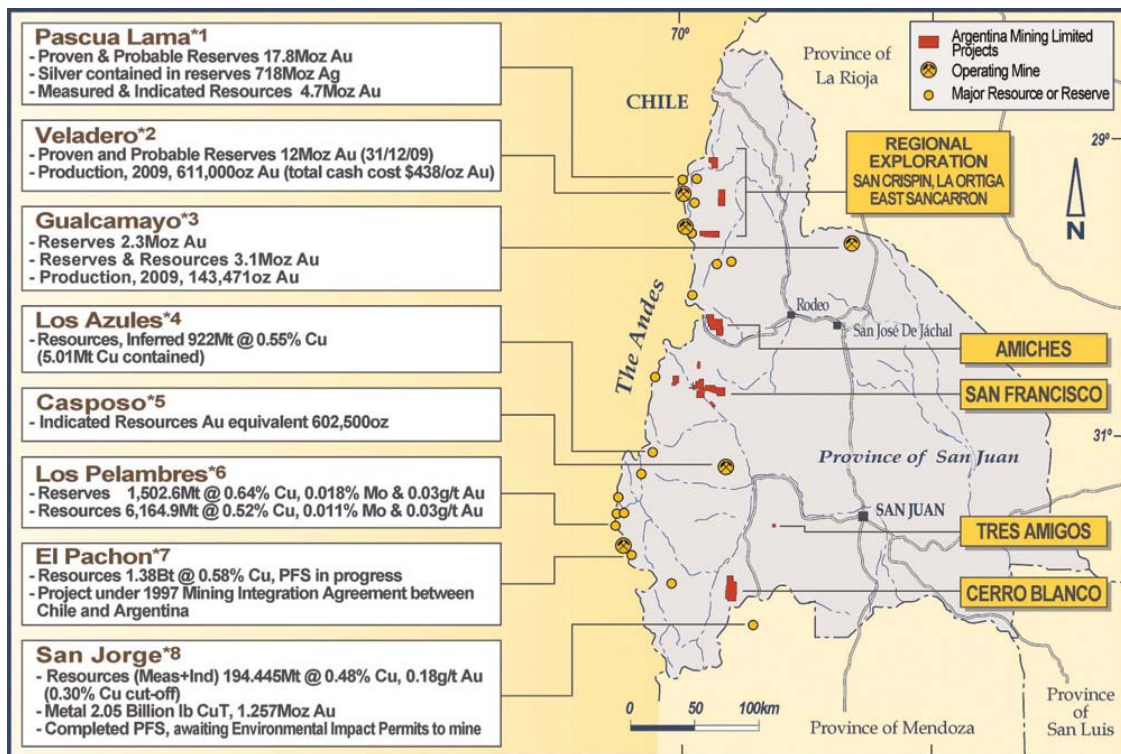 Pascua Lama*1
- Proven & Probable Reserves 17.8Moz Au
- Silver contained in reserves 718Moz Ag
- Measured & Indicated Resources 4.7Moz Au
Veladero*2
- Proven and Probable Reserves 12Moz Au (31/12/09)
- Production, 2009, 611,000oz Au (total cash cost $438/oz Au)
Gualcamayo*3
- Reserves 2.3Moz Au
- Reserves & Resources 3.1Moz Au
- Production, 2009, 143,471oz Au
Los Azules*4
- Resources, Inferred 922Mt @ 0.55% Cu
(5.01Mt Cu contained)
Casposo*5
- Indicated Resources Au equivalent 602,500oz
Los Pelambres*6
- Reserves 1,502.6Mt @ 0.64% Cu, 0.018% Mo & 0.03g/t Au
- Resources 6,164.9Mt @ 0.52% Cu, 0.011% Mo & 0.03g/t Au
El Pachon*7
- Resources 1.38Bt @ 0.58% Cu, PFS in progress
- Project under 1997 Mining Integration Agreement between
Chile and Argentina
San Jorge*8
- Resources (Meas+Ind) 194.445Mt @ 0.48% Cu, 0.18g/t Au
(0.30% Cu cut-off)
- Metal 2.05 Billion lb CuT, 1.257Moz Au
- Completed PFS, awaiting Environmental Impact Permits to mine
70º
Province of
La Rioja
Argentina Mining Limited
Projects
Operating Mine
Major Resource or Reserve
CHILE
29º
REGIONAL
EXPLORATION
SAN CRISPIN, LA ORTIGA
EAST SANCARRON
N
The Andes
Rodeo
San José De Jáchal
AMICHES
SAN FRANCISCO
31º
Province of San Juan
SAN JUAN
TRES AMIGOS
CERRO BLANCO
0 50 100km
Province of Mendoza
Province
of
San Luis
70º